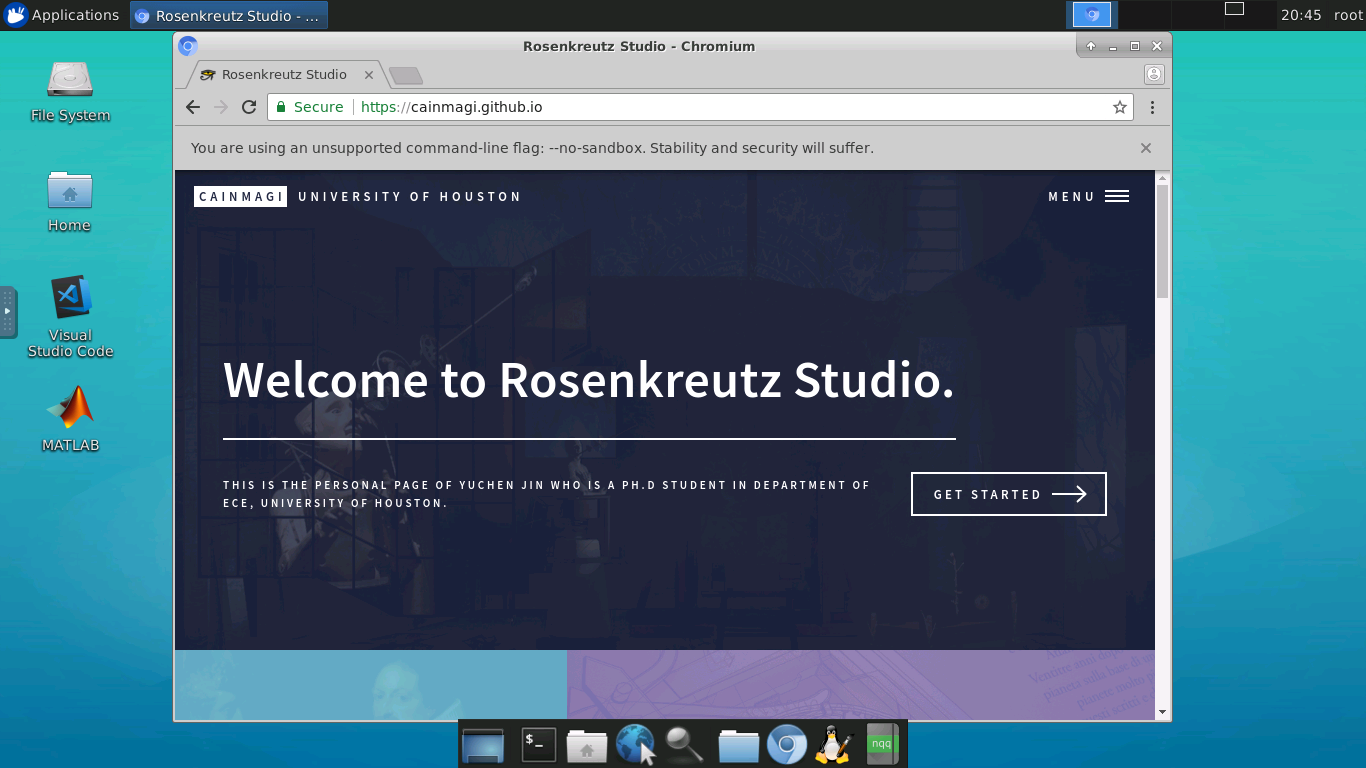 Applications
Rosenkreutz Studio - ...
20:45
root
File System
Home
Visual
Studio Code
MATLAB
Rosenkreutz Studio - Chromium
Rosenkreutz Studio
Secure
https://cainmagi.github.io
You are using an unsupported command-line flag: --no-sandbox. Stability and security will suffer.
CAINMAGI UNIVERSITY OF HOUSTON
MENU
Welcome to Rosenkreutz Studio.
THIS IS THE PERSONAL PAGE OF YUCHEN JIN WHO IS A PH.D STUDENT IN DEPARTMENT OF
ECE, UNIVERSITY OF HOUSTON.
GET STARTED
$_
nqq